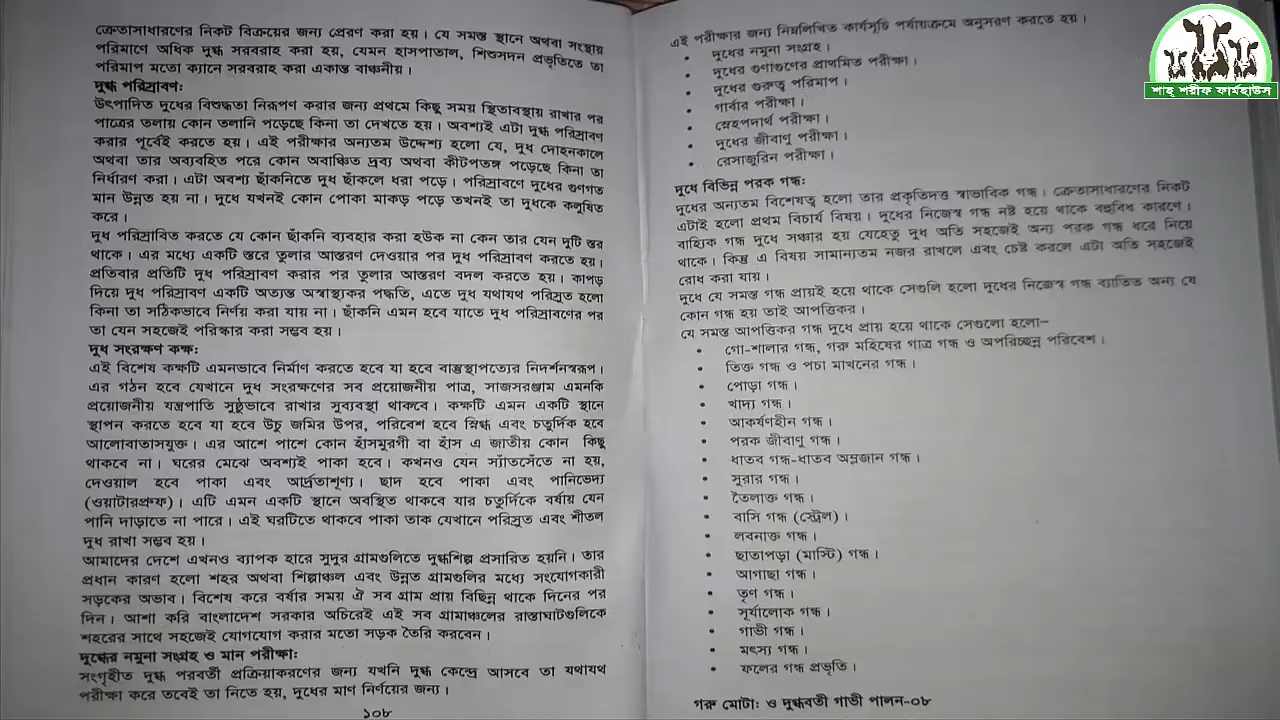 ক্রেতাসাধারণের নিকট বিক্রয়ের জন্য প্রেরণ করা হয়। যে সমস্ত স্থানে অথবা সংস্থায়
পরিমাণে অধিক দুগ্ধ সরবরাহ করা হয়, যেমন হাসপাতাল, শিশুসদন প্রভৃতিতে তা
পরিমাপ মতো ক্যানে সরবরাহ করা একান্ত বাঞ্চনীয়।
দুগ্ধ পরিস্রাবণ:
উৎপাদিত দুধের বিশুদ্ধতা নিরূপণ করার জন্য প্রথমে কিছু সময় স্থিতাবস্থায় রাখার পর
পাত্রের তলায় কোন তলানি পড়েছে কিনা তা দেখতে হয়। অবশ্যই এটা দুগ্ধ পরিস্রাবণ
করার পূর্বেই করতে হয়। এই পরীক্ষার অন্যতম উদ্দেশ্য হলো যে, দুধ দোহনকালে
অথবা তার অব্যবহিত পরে কোন অবাঞ্চিত দ্রব্য অথবা কীটপতঙ্গ পড়েছে কিনা তা
নির্ধারণ করা। এটা অবশ্য ছাঁকনিতে দুধ ছাঁকলে ধরা পড়ে। পরিস্রাবণে দুধের গুণগত
মান উন্নত হয় না। দুধে যখনই কোন পোকা মাকড় পড়ে তখনই তা দুধকে কলুষিত
করে।
দুধ পরিস্রাবিত করতে যে কোন ছাঁকনি ব্যবহার করা হউক না কেন তার যেন দুটি স্তর
থাকে। এর মধ্যে একটি স্তরে তুলার আস্তরণ দেওয়ার পর দুধ পরিস্রাবণ করতে হয়।
প্রতিবার প্রতিটি দুধ পরিস্রাবণ করার পর তুলার আস্তরণ বদল করতে হয়। কাপড়
দিয়ে দুধ পরিস্রাবণ একটি অত্যন্ত অস্বাস্থ্যকর পদ্ধতি, এতে দুধ যথাযথ পরিস্রুত হলো
কিনা তা সঠিকভাবে নির্ণয় করা যায় না। ছাঁকনি এমন হবে যাতে দুধ পরিস্রাবণের পর
তা যেন সহজেই পরিস্কার করা সম্ভব হয়।
দুধ সংরক্ষণ কক্ষ:
এই বিশেষ কক্ষটি এমনভাবে নির্মাণ করতে হবে যা হবে বাস্তুস্থাপত্যের নিদর্শনস্বরূপ।
এর গঠন হবে যেখানে দুধ সংরক্ষণের সব প্রয়োজনীয় পাত্র, সাজসরঞ্জাম এমনকি
প্রয়োজনীয় যন্ত্রপাতি সুষ্ঠুভাবে রাখার সুব্যবস্থা থাকবে। কক্ষটি এমন একটি স্থানে
স্থাপন করতে হবে যা হবে উচু জমির উপর, পরিবেশ হবে স্নিগ্ধ এবং চতুর্দিক হবে
আলোবাতাসযুক্ত। এর আশে পাশে কোন হাঁসমুরগী বা হাঁস এ জাতীয় কোন কিছু
থাকবে না। ঘরের মেঝে অবশ্যই পাকা হবে। কখনও যেন স্যাঁতসেঁতে না হয়,
দেওয়াল হবে পাকা এবং আর্দ্রতাশূণ্য। ছাদ হবে পাকা এবং পানিভেদ্য
(ওয়াটারপ্রুফ)। এটি এমন একটি স্থানে অবস্থিত থাকবে যার চতুর্দিকে বর্ষায় যেন
পানি দাড়াতে না পারে। এই ঘরটিতে থাকবে পাকা তাক যেখানে পরিস্রুত এবং শীতল
দুধ রাখা সম্ভব হয়।
আমাদের দেশে এখনও ব্যাপক হারে সুদুর গ্রামগুলিতে দুগ্ধশিল্প প্রসারিত হয়নি। তার
প্রধান কারণ হলো শহর অথবা শিল্পাঞ্চল এবং উন্নত গ্রামগুলির মধ্যে সংযোগকারী
সড়কের অভাব। বিশেষ করে বর্ষার সময় ঐ সব গ্রাম প্রায় বিছিন্ন থাকে দিনের পর
দিন। আশা করি বাংলাদেশ সরকার অচিরেই এই সব গ্রামাঞ্চলের রাস্তাঘাটগুলিকে
শহরের সাথে সহজেই যোগযোগ করার মতো সড়ক তৈরি করবেন।
দুগ্ধের নমুনা সংগ্রহ ও মান পরীক্ষা:
সংগৃহীত দুগ্ধ পরবর্তী প্রক্রিয়াকরণের জন্য যখনি দুগ্ধ কেন্দ্রে আসবে তা যথাযথ
পরীক্ষা করে তবেই তা নিতে হয়, দুধের মাণ নির্ণয়ের জন্য।
১০৮
এই পরীক্ষার জন্য নিম্নলিখিত কার্যসূচি পর্যায়ক্রমে অনুসরণ করতে হয়।
• দুধের নমুনা সংগ্রহ।
• দুধের গুণাগুণের প্রাথমিত পরীক্ষা।
• দুধের গুরুত্ব পরিমাপ।
• গার্বার পরীক্ষা।
• স্নেহপদার্থ পরীক্ষা।
• দুধের জীবাণু পরীক্ষা।
• রেসাজুরিন পরীক্ষা।
দুধে বিভিন্ন পরক গন্ধ:
দুধের অন্যতম বিশেষত্ব হলো তার প্রকৃতিদত্ত স্বাভাবিক গন্ধ। ক্রেতাসাধারণের নিকট
এটাই হলো প্রথম বিচার্য বিষয়। দুধের নিজেস্ব গন্ধ নষ্ট হয়ে থাকে বহুবিধ কারণে।
বাহ্যিক গন্ধ দুধে সঞ্চার হয় যেহেতু দুধ অতি সহজেই অন্য পরক গন্ধ ধরে নিয়ে
থাকে। কিন্তু এ বিষয় সামান্যতম নজর রাখলে এবং চেষ্ট করলে এটা অতি সহজেই
রোধ করা যায়।
দুধে যে সমস্ত গন্ধ প্রায়ই হয়ে থাকে সেগুলি হলো দুধের নিজেস্ব গন্ধ ব্যাতিত অন্য যে
কোন গন্ধ হয় তাই আপত্তিকর।
যে সমস্ত আপত্তিকর গন্ধ দুধে প্রায় হয়ে থাকে সেগুলো হলো–
• গো-শালার গন্ধ, গরু মহিষের গাত্র গন্ধ ও অপরিচ্ছন্ন পরিবেশ।
• তিক্ত গন্ধ ও পচা মাখনের গন্ধ।
• পোড়া গন্ধ।
• খাদ্য গন্ধ।
• আকর্ষণহীন গন্ধ।
• পরক জীবাণু গন্ধ।
• ধাতব গন্ধ-ধাতব অম্লজান গন্ধ।
• সুরার গন্ধ।
• তৈলাক্ত গন্ধ।
• বাসি গন্ধ (স্ট্রেল)।
• লবনাক্ত গন্ধ।
• ছাতাপড়া (মাস্টি) গন্ধ।
• আগাছা গন্ধ।
• তৃণ গন্ধ।
• সূর্যালোক গন্ধ।
• গাভী গন্ধ।
• মৎস্য গন্ধ।
• ফলের গন্ধ প্রভৃতি।
গরু মোটা: ও দুগ্ধবতী গাভী পালন-০৮
শাহ্ শরীফ ফার্মহাউস